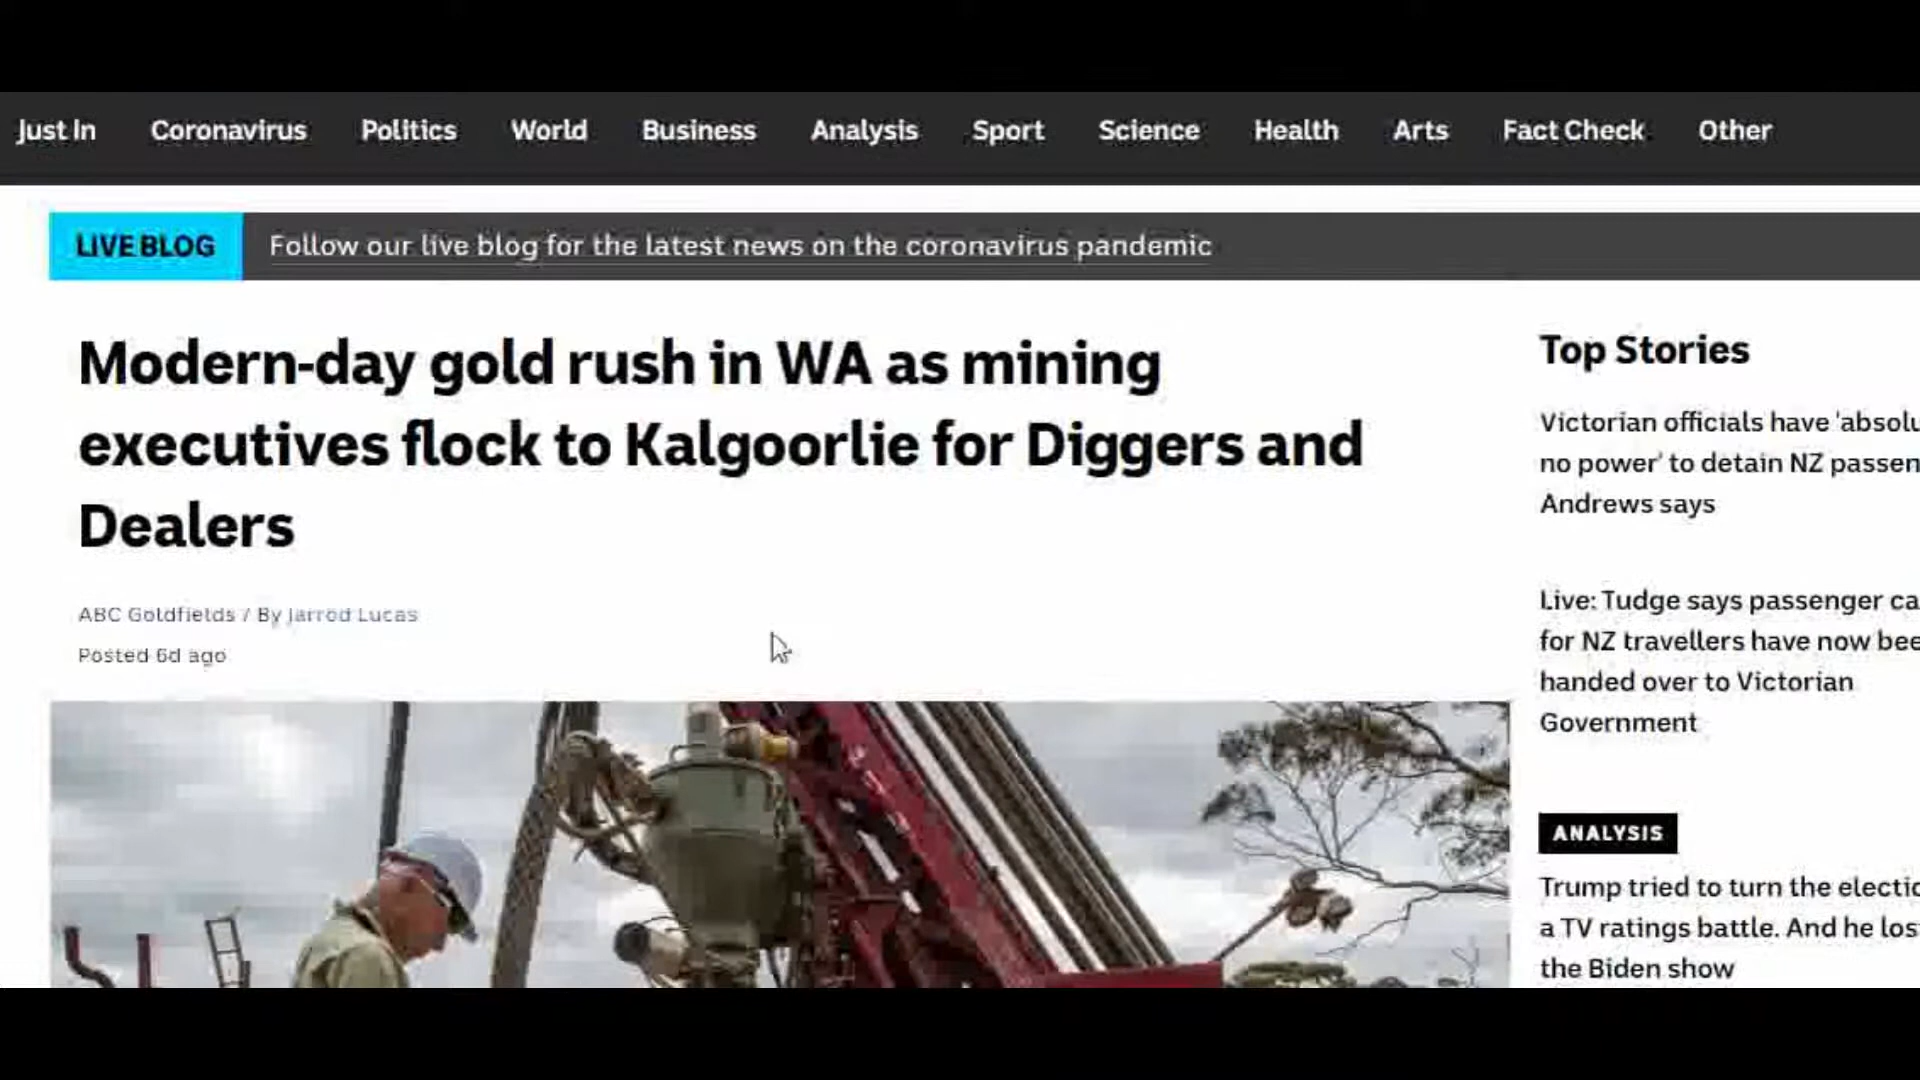 Just In Coronavirus Politics World Business Analysis Sport Science Health Arts Fact Check Other
LIVE BLOG Follow our live blog for the latest news on the coronavirus pandemic
Modern-day gold rush in WA as mining
executives flock to Kalgoorlie for Diggers and
Dealers
ABC Goldfields / By Jarrod Lucas
Posted 6d ago
Top Stories
Victorian officials have 'absolu
no power' to detain NZ passen
Andrews says
Live: Tudge says passenger ca
for NZ travellers have now bee
handed over to Victorian
Government
ANALYSIS
Trump tried to turn the electio
a TV ratings battle. And he los
the Biden show